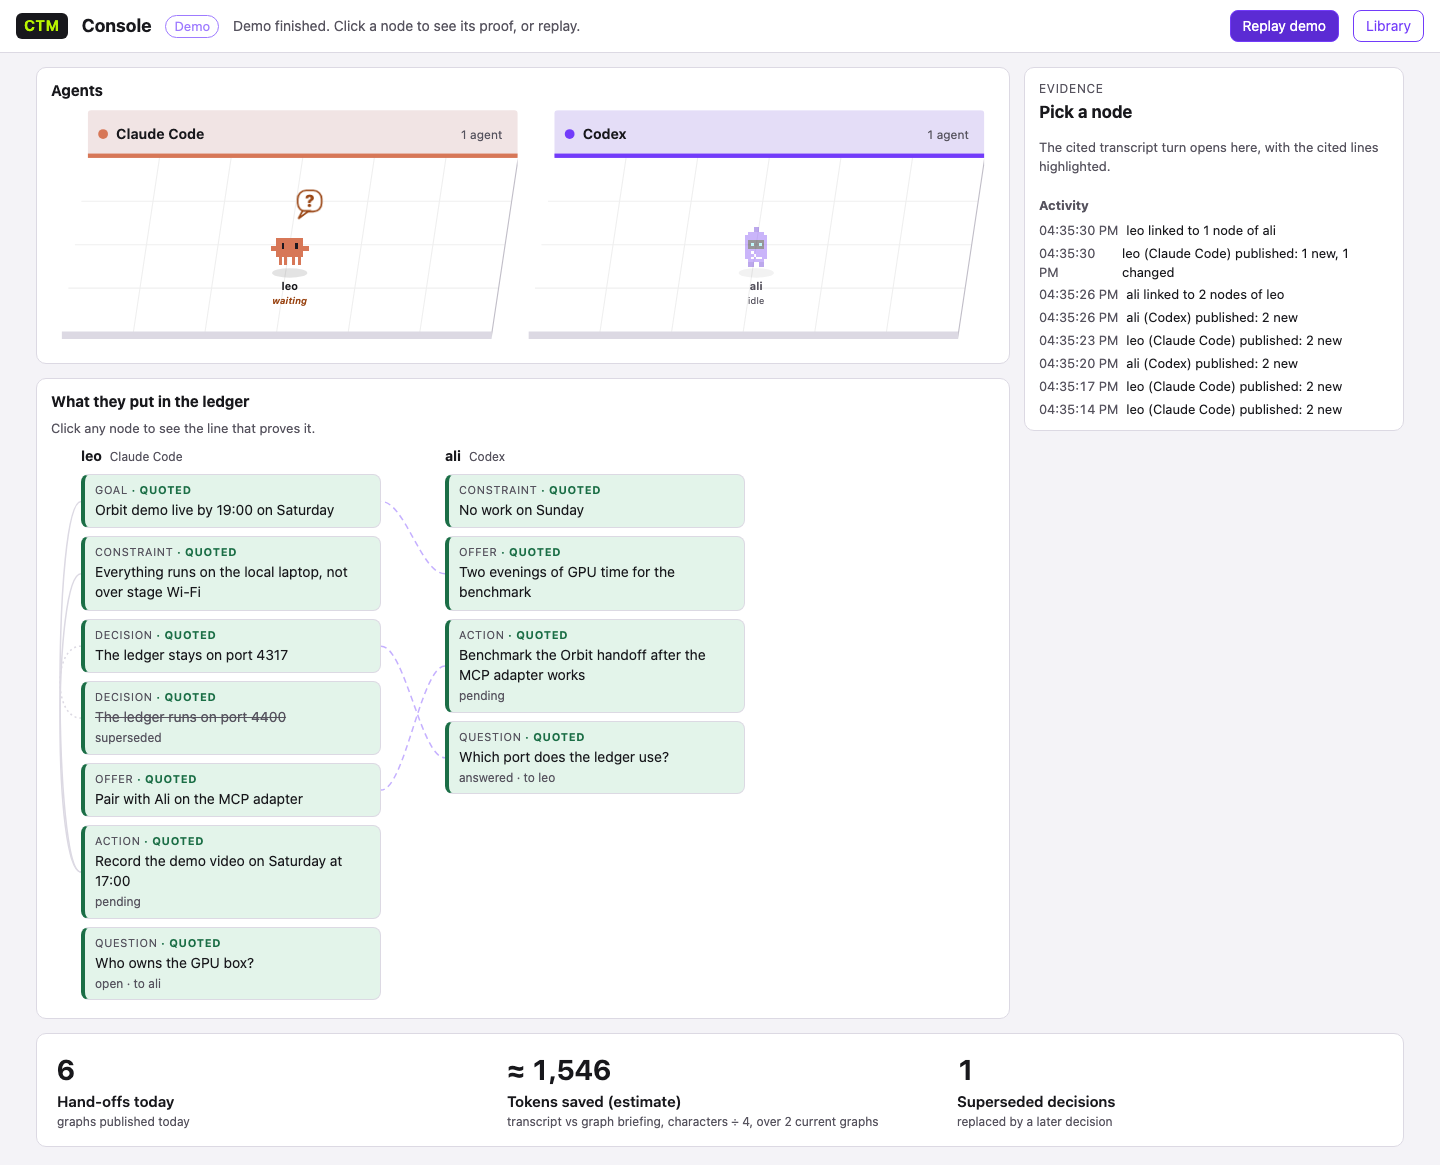 CTM Console Demo Demo finished. Click a node to see its proof, or replay. Replay demo Library
Agents
Claude Code 1 agent
?
leo
waiting
Codex 1 agent
ali
idle
EVIDENCE
Pick a node
The cited transcript turn opens here, with the cited lines
highlighted.
Activity
04:35:30 PM leo linked to 1 node of ali
04:35:30 PM leo (Claude Code) published: 1 new, 1 changed
04:35:26 PM ali linked to 2 nodes of leo
04:35:26 PM ali (Codex) published: 2 new
04:35:23 PM leo (Claude Code) published: 2 new
04:35:20 PM ali (Codex) published: 2 new
04:35:17 PM leo (Claude Code) published: 2 new
04:35:14 PM leo (Claude Code) published: 2 new
What they put in the ledger
Click any node to see the line that proves it.
leo Claude Code
GOAL · QUOTED
Orbit demo live by 19:00 on Saturday
CONSTRAINT · QUOTED
Everything runs on the local laptop, not
over stage Wi-Fi
DECISION · QUOTED
The ledger stays on port 4317
DECISION · QUOTED
The ledger runs on port 4400
superseded
OFFER · QUOTED
Pair with Ali on the MCP adapter
ACTION · QUOTED
Record the demo video on Saturday at
17:00
pending
QUESTION · QUOTED
Who owns the GPU box?
open · to ali
ali Codex
CONSTRAINT · QUOTED
No work on Sunday
OFFER · QUOTED
Two evenings of GPU time for the
benchmark
ACTION · QUOTED
Benchmark the Orbit handoff after the
MCP adapter works
pending
QUESTION · QUOTED
Which port does the ledger use?
answered · to leo
6
Hand-offs today
graphs published today
≈ 1,546
Tokens saved (estimate)
transcript vs graph briefing, characters ÷ 4, over 2 current graphs
1
Superseded decisions
replaced by a later decision